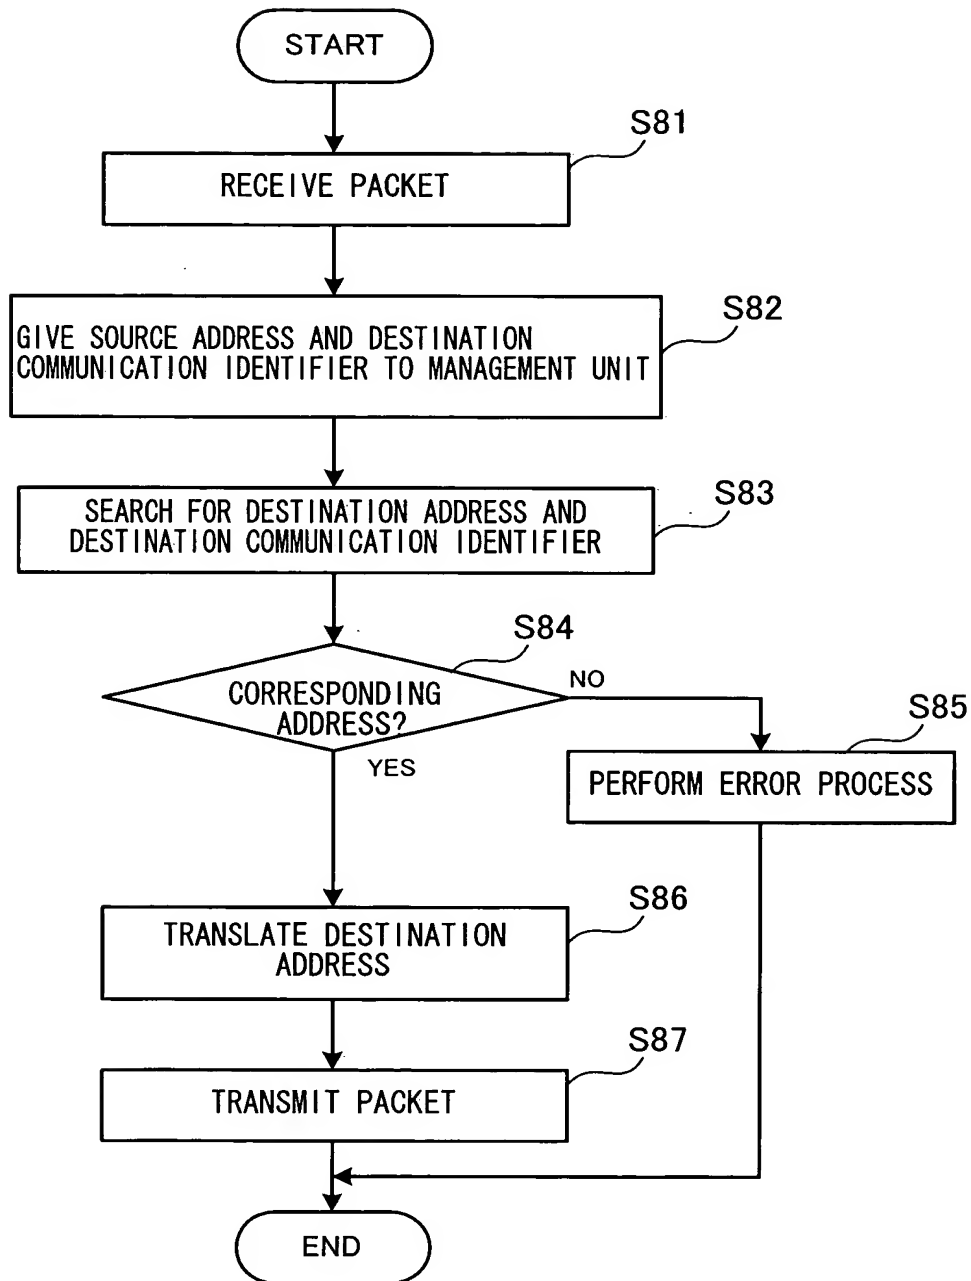 START
S81
RECEIVE PACKET
S82
GIVE SOURCE ADDRESS AND DESTINATION
COMMUNICATION IDENTIFIER TO MANAGEMENT UNIT
S83
SEARCH FOR DESTINATION ADDRESS AND
DESTINATION COMMUNICATION IDENTIFIER
S84
CORRESPONDING
ADDRESS?
NO
YES
S85
PERFORM ERROR PROCESS
S86
TRANSLATE DESTINATION
ADDRESS
S87
TRANSMIT PACKET
END